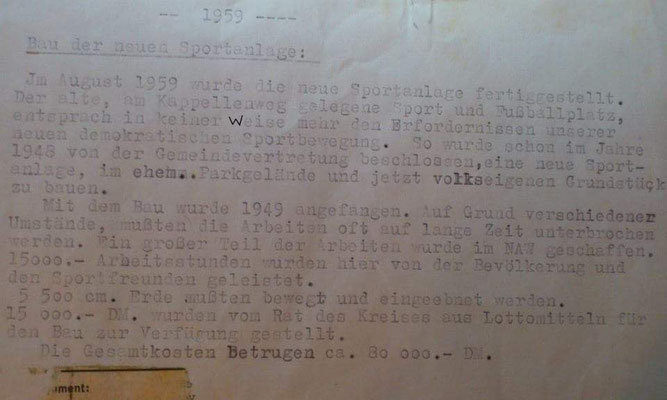 -- 1959 ----
Bau der neuen Sportanlage:
Jm August 1959 wurde die neue Sportanlage fertiggestellt.
Der alte, am Kappellenweg gelegene Sport und Fußballplatz,
entsprach in keiner Weise mehr den Erfordernissen unserer
neuen demokratischen Sportbewegung. So wurde schon im Jahre
1948 von der Gemeindevertretung beschlossen,eine neue Sport-
anlage, im ehem. Parkgelände und jetzt volkseigenen Grundstück
zu bauen.
Mit dem Bau wurde 1949 angefangen. Auf Grund verschiedener
Umstände, mußten die Arbeiten oft auf lange Zeit unterbrochen
werden. Ein großer Teil der Arbeiten wurde im NAW geschaffen.
15000.- Arbeitsstunden wurden hier von der Bevölkerung und
den Sportfreunden geleistet.
5 500 cm. Erde mußten bewegt und eingeebnet werden.
15 000.- DM. wurden vom Rat des Kreises aus Lottomitteln für
den Bau zur Verfügung gestellt.
Die Gesamtkosten Betrugen ca. 80 000.- DM.
ment: